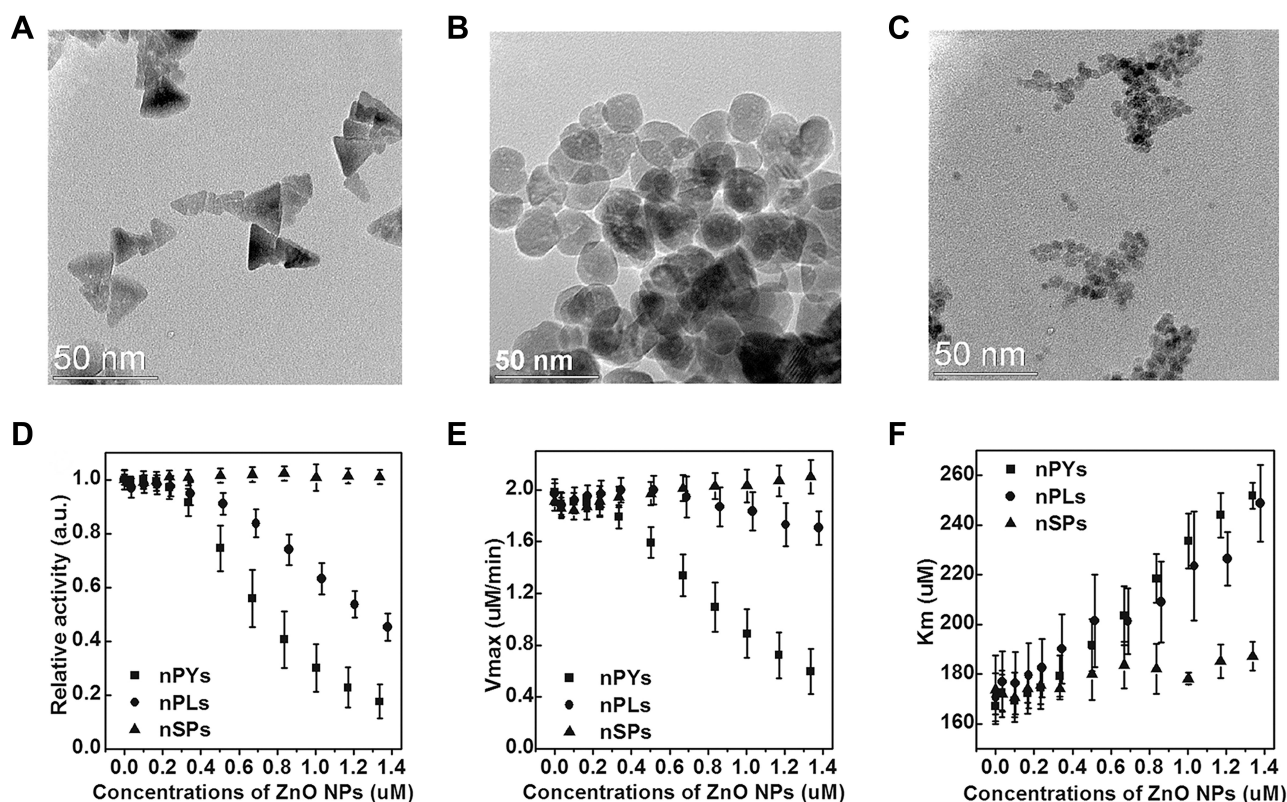 A
B
C
50 nm
50 nm
50 nm
D
E
F
Relative activity (a.u.)
1.0
0.8
0.6
0.4
0.2
0.0
nPYs
nPLs
nSPs
0.0 0.2 0.4 0.6 0.8 1.0 1.2 1.4
Concentrations of ZnO NPs (uM)
Vmax (uM/min)
2.0
1.6
1.2
0.8
0.4
0.0
nPYs
nPLs
nSPs
0.0 0.2 0.4 0.6 0.8 1.0 1.2 1.4
Concentrations of ZnO NPs (uM)
Km (uM)
260
240
220
200
180
160
nPYs
nPLs
nSPs
0.0 0.2 0.4 0.6 0.8 1.0 1.2 1.4
Concentrations of ZnO NPs (uM)